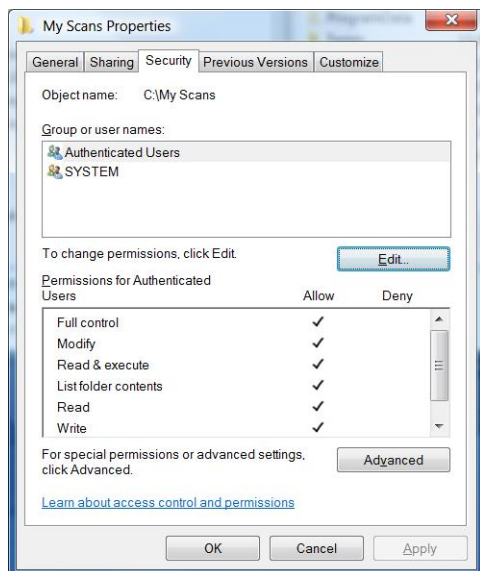 My Scans Properties
General Sharing Security Previous Versions Customize
Object name: C:\My Scans
Group or user names:
Authenticated Users
SYSTEM
To change permissions, click Edit.
Edit...
Permissions for Authenticated
Users Allow Deny
Full control
Modify
Read & execute
List folder contents
Read
Write
For special permissions or advanced settings,
click Advanced.
Advanced
Learn about access control and permissions
OK Cancel Apply